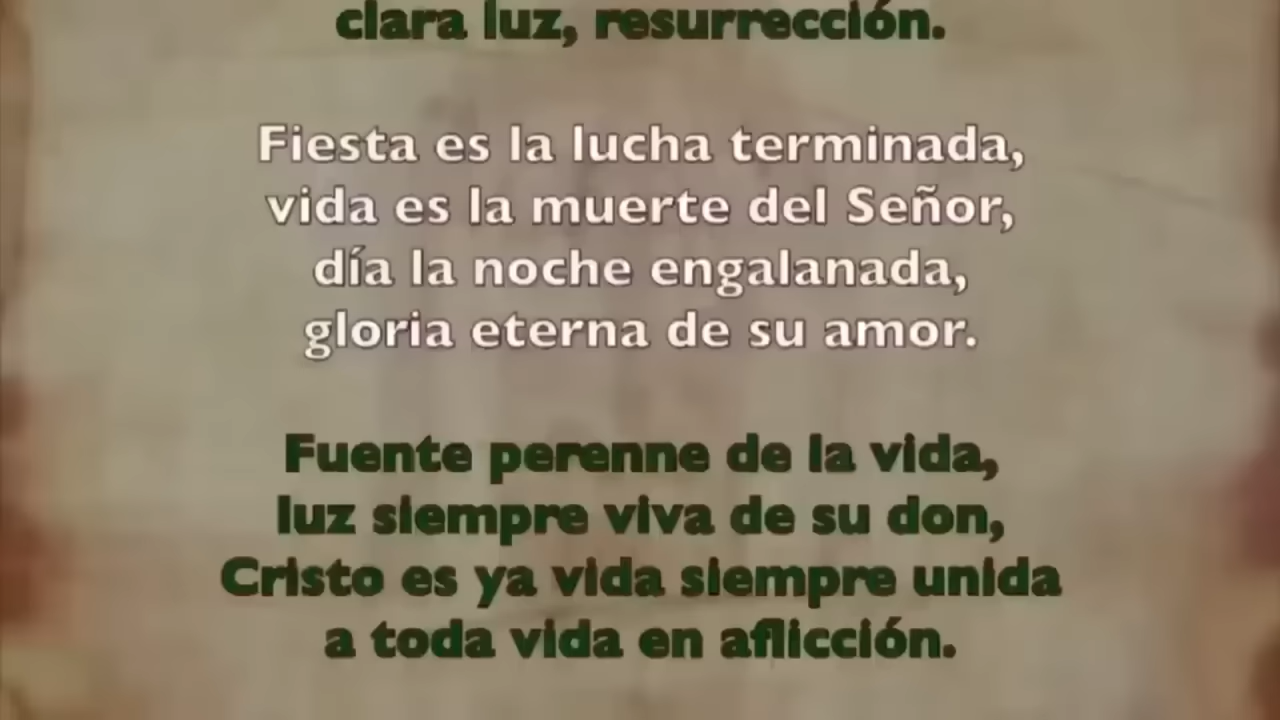 clara luz, resurrección.
Fiesta es la lucha terminada,
vida es la muerte del Señor,
día la noche engalanada,
gloria eterna de su amor.
Fuente perenne de la vida,
luz siempre viva de su don,
Cristo es ya vida siempre unida
a toda vida en aflicción.